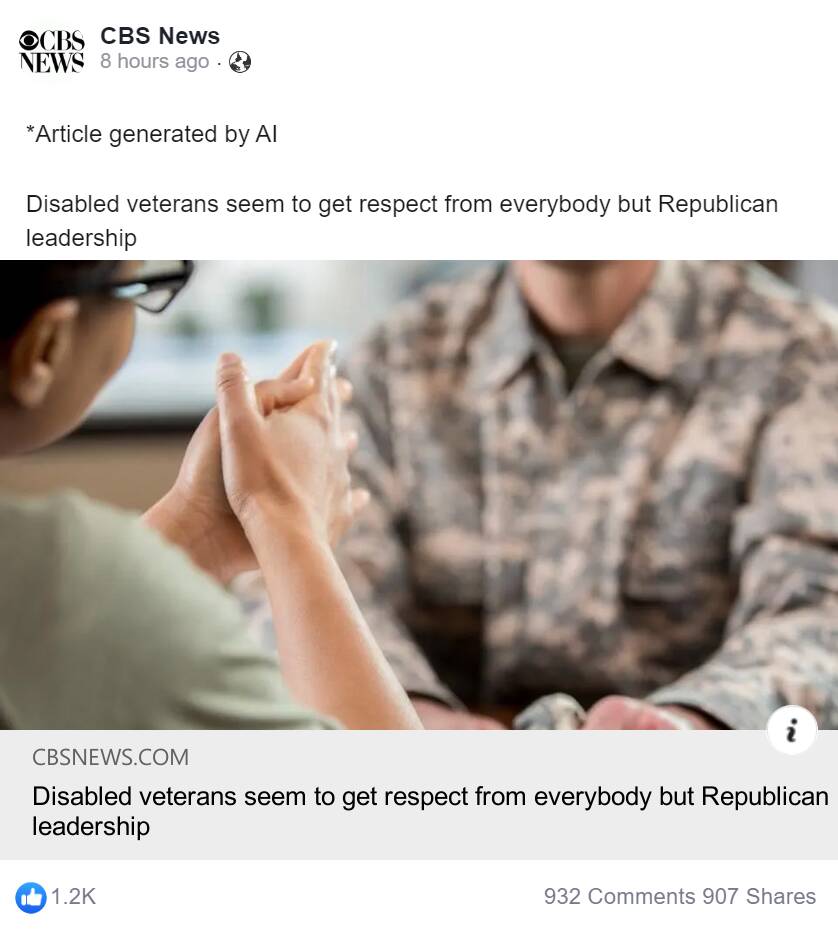 CBS NEWS
CBS News
8 hours ago ·
*Article generated by AI
Disabled veterans seem to get respect from everybody but Republican
leadership
i
CBSNEWS.COM
Disabled veterans seem to get respect from everybody but Republican
leadership
1.2K
932 Comments 907 Shares